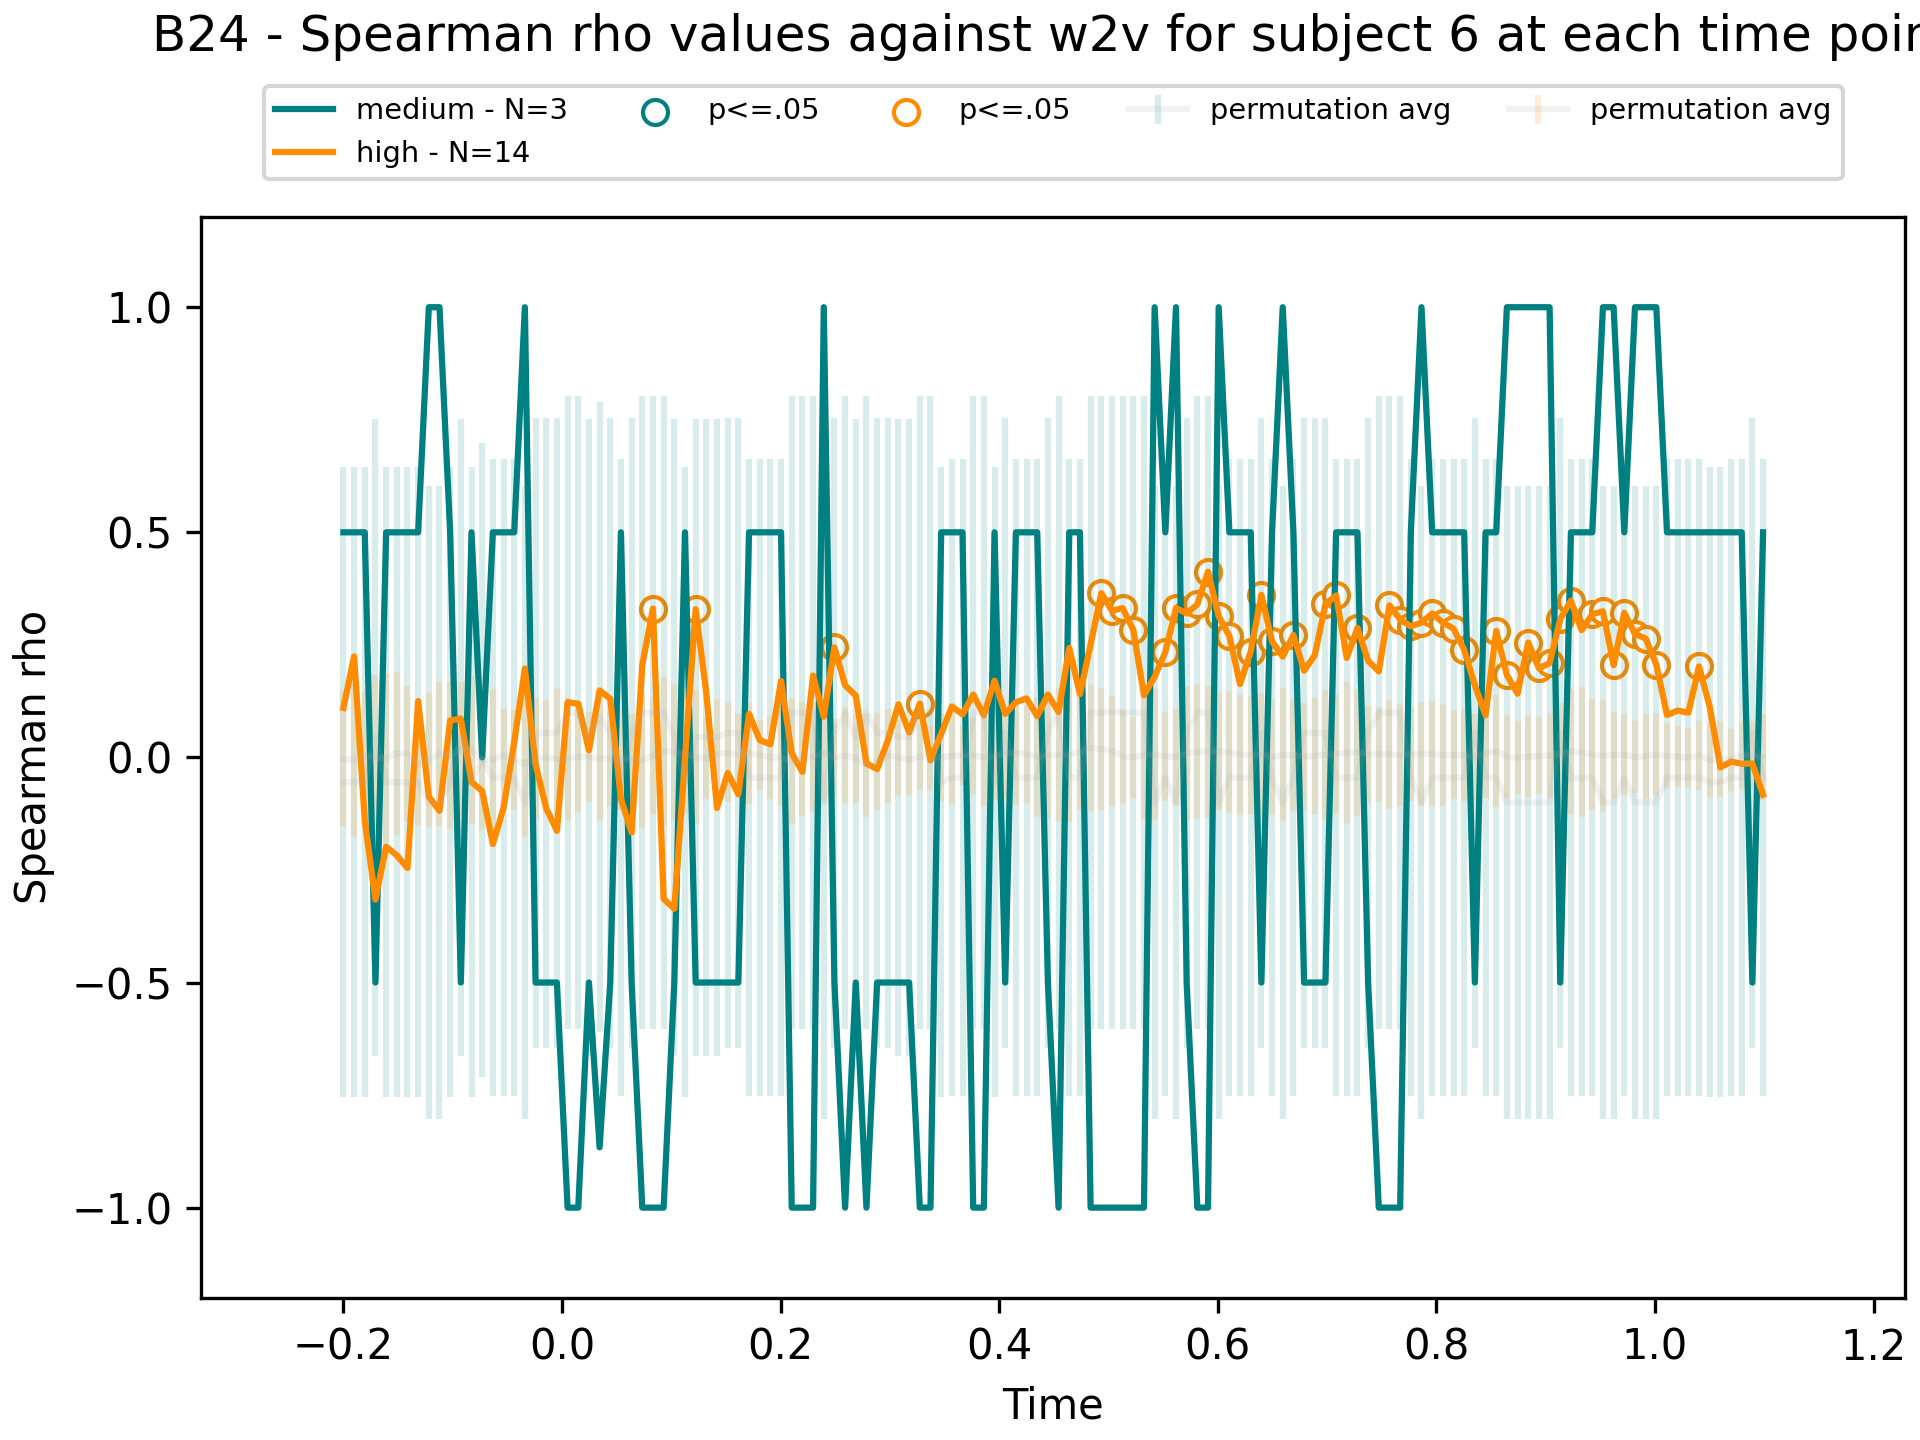 B24 - Spearman rho values against w2v for subject 6 at each time poin
medium - N=3
high - N=14
p<=.05
p<=.05
permutation avg
permutation avg
Spearman rho
1.0
0.5
0.0
−0.5
−1.0
−0.2 0.0 0.2 0.4 0.6 0.8 1.0 1.2
Time